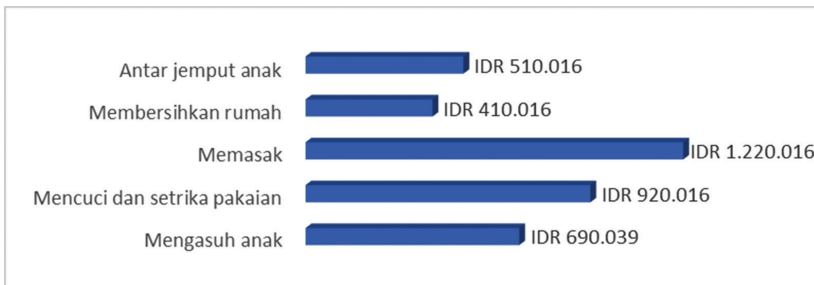 Antar jemput anak IDR 510.016
Membersihkan rumah IDR 410.016
Memasak IDR 1.220.016
Mencuci dan setrika pakaian IDR 920.016
Mengasuh anak IDR 690.039